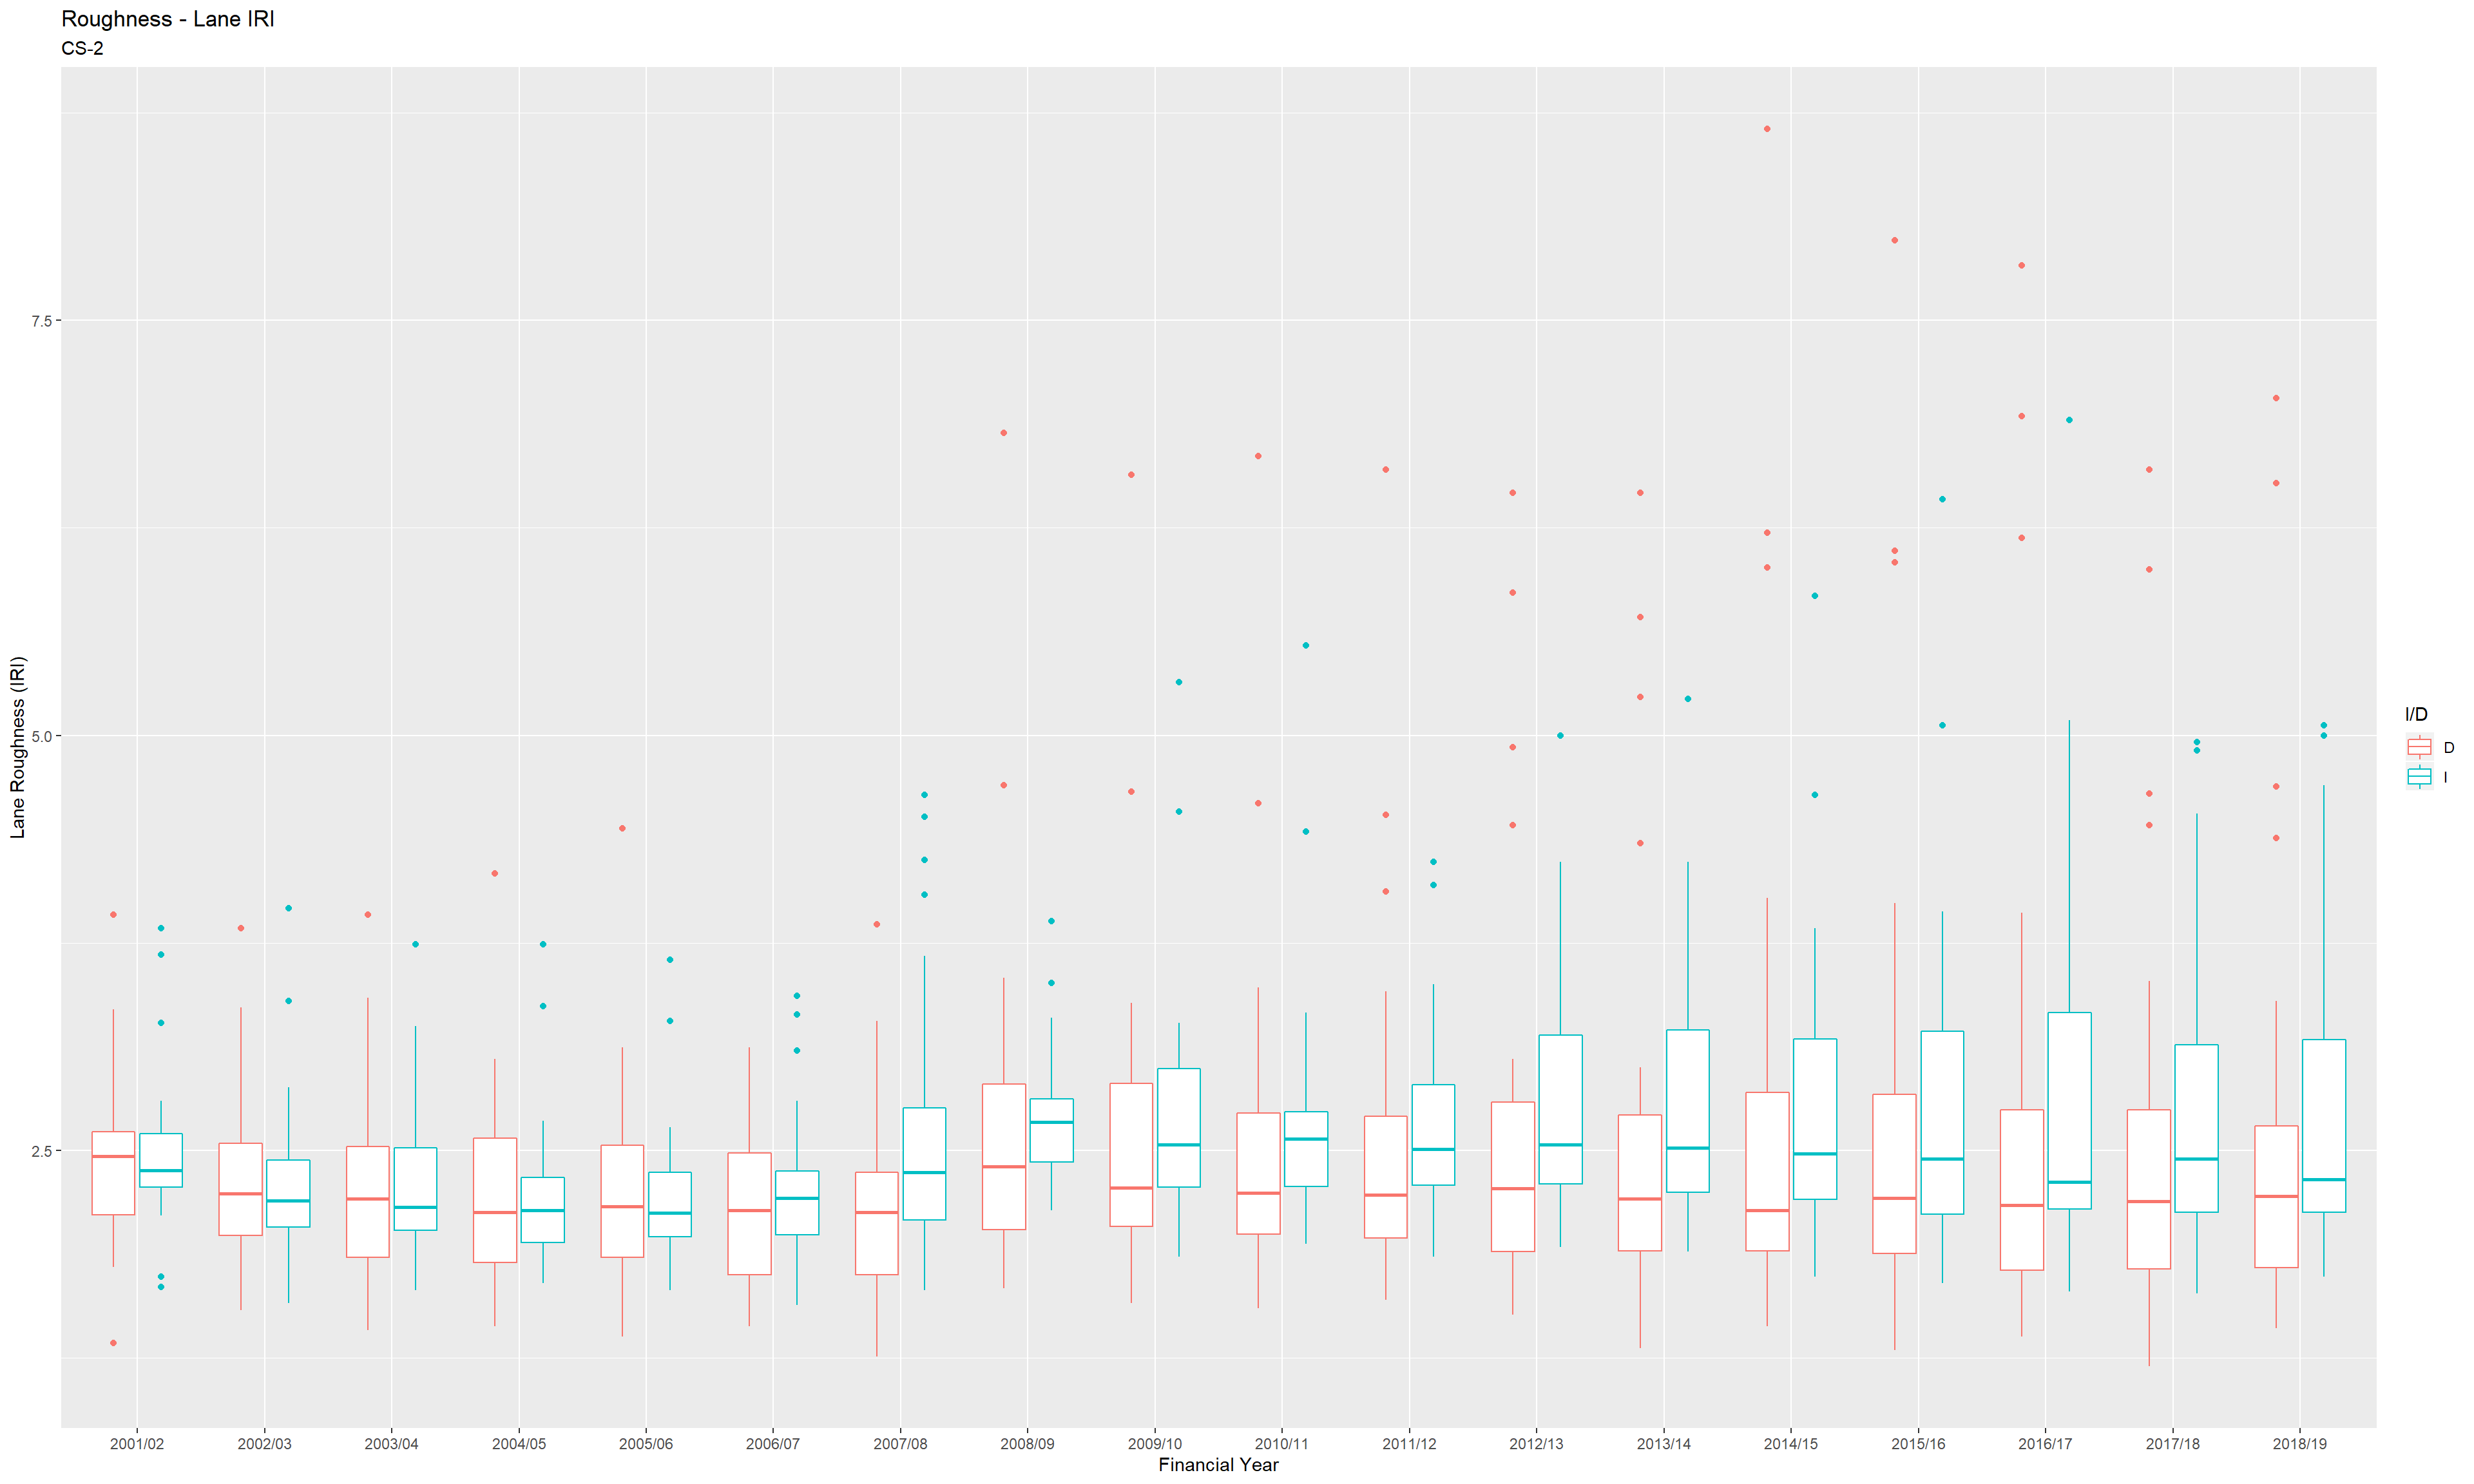 Roughness - Lane IRI
CS-2
Lane Roughness (IRI)
7.5
5.0
2.5
2001/02 2002/03 2003/04 2004/05 2005/06 2006/07 2007/08 2008/09 2009/10 2010/11 2011/12 2012/13 2013/14 2014/15 2015/16 2016/17 2017/18 2018/19
Financial Year
I/D
D
I